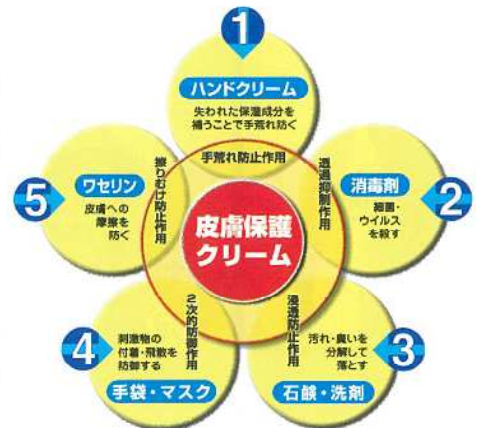 1
ハンドクリーム
失われた保湿成分を
補うことで手荒れ防ぐ
手荒れ防止作用
2
消毒剤
細菌・
ウイルス
を殺す
透過抑制作用
3
汚れ・臭いを
分解して
落とす
石鹸・洗剤
浸透防止作用
4
刺激物の
付着・飛散を
防御する
手袋・マスク
2次的防御作用
5
ワセリン
皮膚への
摩擦を
防ぐ
擦りむけ防止作用
皮膚保護
クリーム